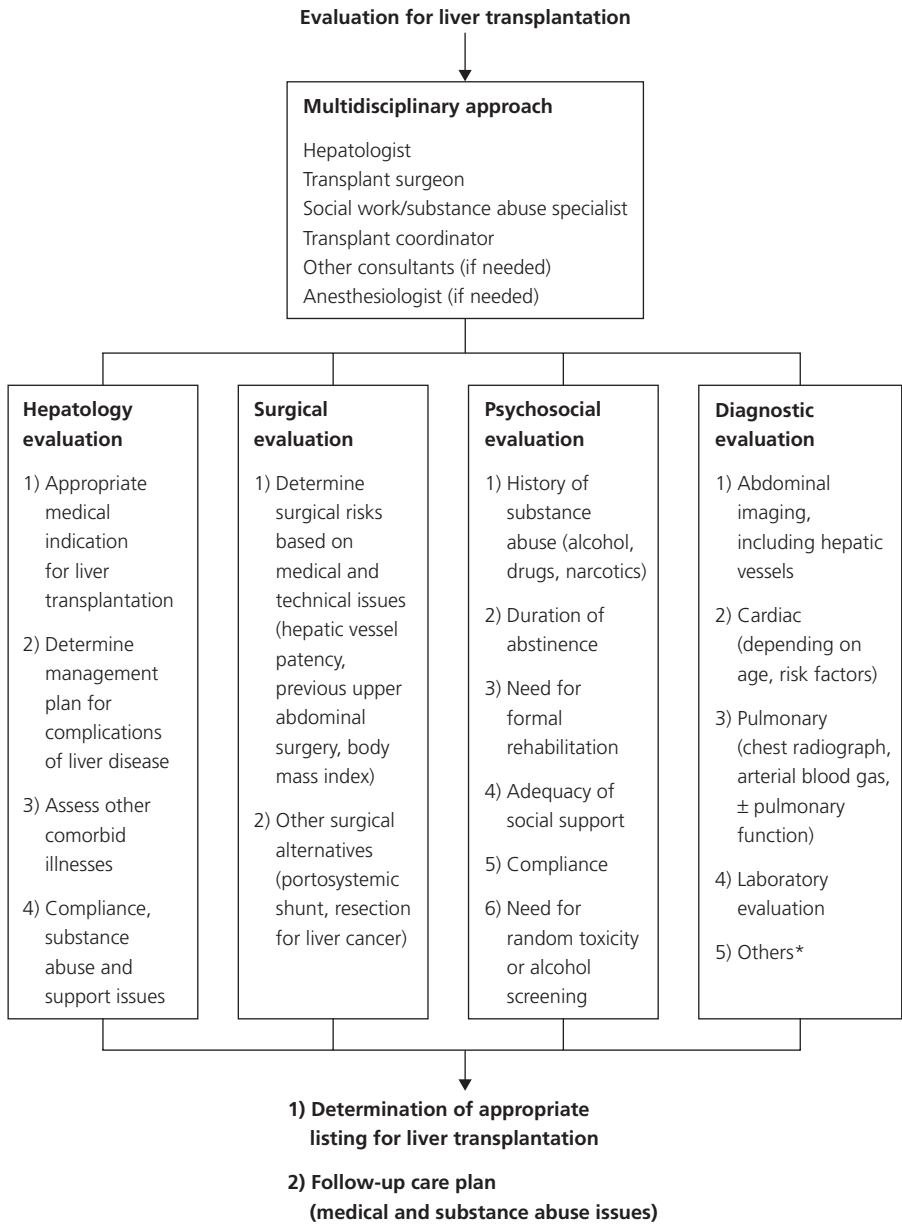 Evaluation for liver transplantation
Multidisciplinary approach
Hepatologist
Transplant surgeon
Social work/substance abuse specialist
Transplant coordinator
Other consultants (if needed)
Anesthesiologist (if needed)
Hepatology
evaluation
1) Appropriate
medical
indication
for liver
transplantation
2) Determine
management
plan for
complications
of liver disease
3) Assess other
comorbid
illnesses
4) Compliance,
substance
abuse and
support issues
Surgical
evaluation
1) Determine
surgical risks
based on
medical and
technical issues
(hepatic vessel
patency,
previous upper
abdominal
surgery, body
mass index)
2) Other surgical
alternatives
(portosystemic
shunt, resection
for liver cancer)
Psychosocial
evaluation
1) History of
substance
abuse (alcohol,
drugs, narcotics)
2) Duration of
abstinence
3) Need for
formal
rehabilitation
4) Adequacy of
social support
5) Compliance
6) Need for
random toxicity
or alcohol
screening
Diagnostic
evaluation
1) Abdominal
imaging,
including hepatic
vessels
2) Cardiac
(depending on
age, risk factors)
3) Pulmonary
(chest radiograph,
arterial blood gas,
± pulmonary
function)
4) Laboratory
evaluation
5) Others*
1) Determination of appropriate
listing for liver transplantation
2) Follow-up care plan
(medical and substance abuse issues)